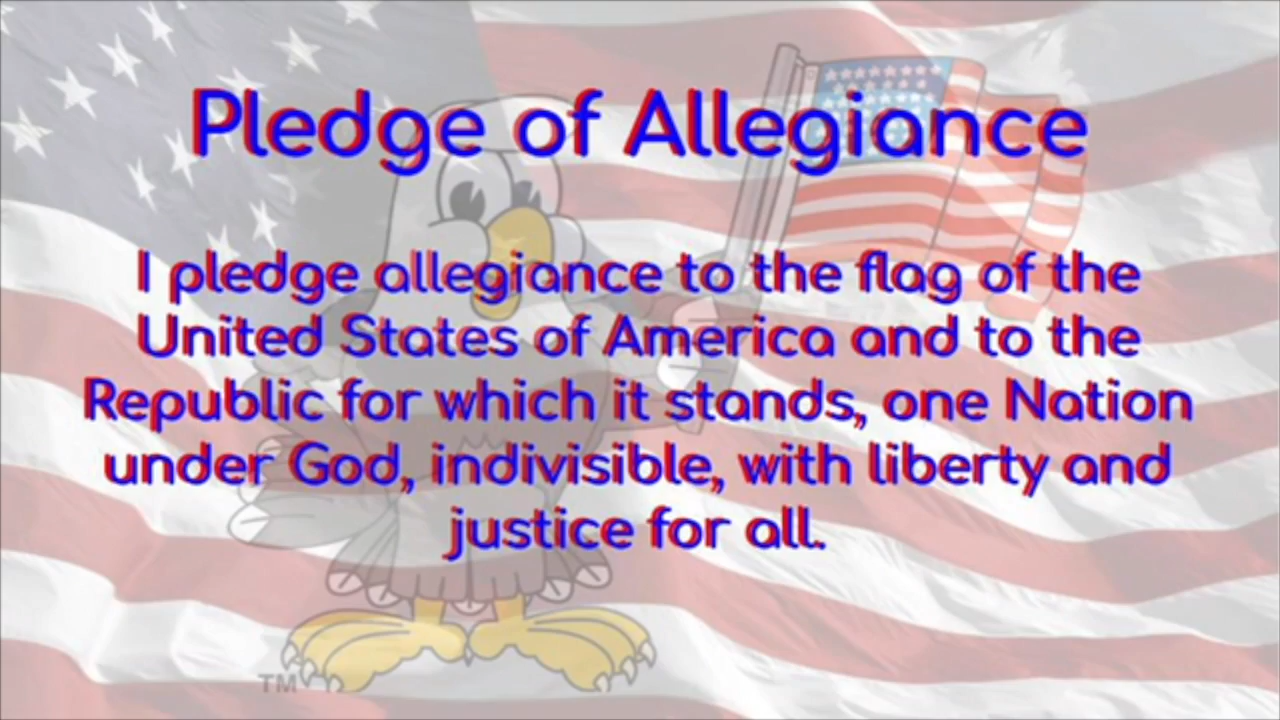 Pledge of Allegiance
I pledge allegiance to the flag of the
United States of America and to the
Republic for which it stands, one Nation
under God, indivisible, with liberty and
justice for all.
TM